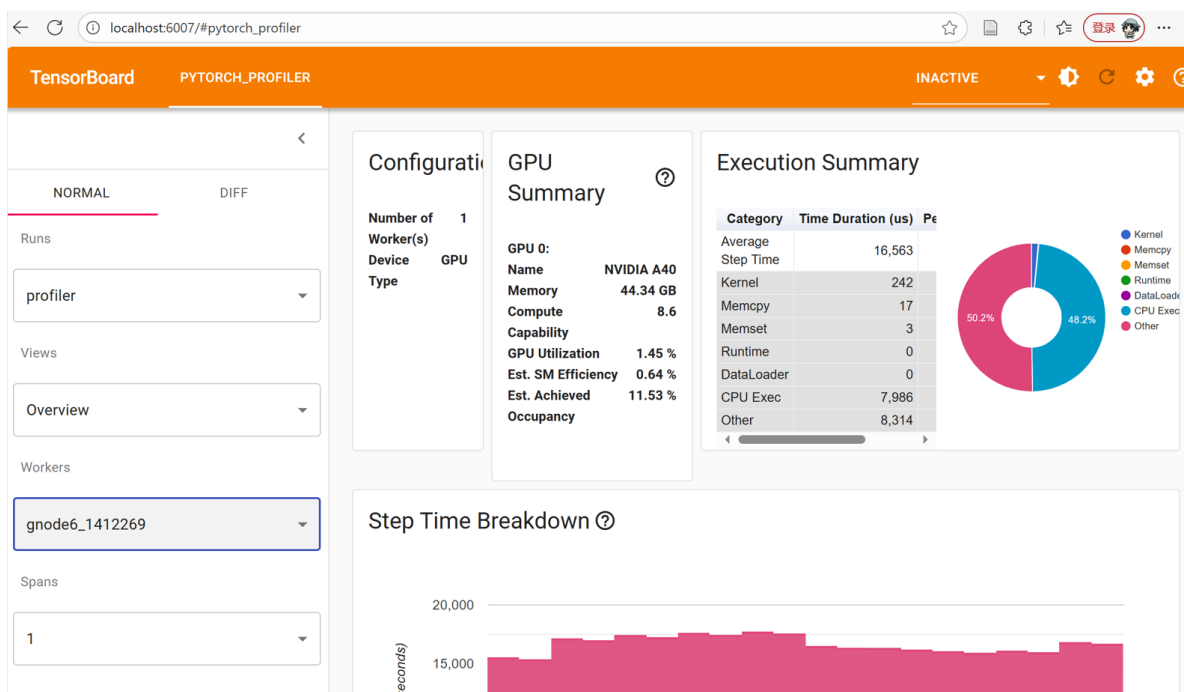 localhost:6007/#pytorch_profiler
登录
TensorBoard
PYTORCH_PROFILER
INACTIVE
NORMAL
DIFF
Runs
profiler
Views
Overview
Workers
gnode6_1412269
Spans
1
Configurati
Number of 1
Worker(s)
Device GPU
Type
GPU
Summary
GPU 0:
Name NVIDIA A40
Memory 44.34 GB
Compute 8.6
Capability
GPU Utilization 1.45 %
Est. SM Efficiency 0.64 %
Est. Achieved 11.53 %
Occupancy
Execution Summary
Category Time Duration (us) Pe
Average
Step Time 16,563
Kernel 242
Memcpy 17
Memset 3
Runtime 0
DataLoader 0
CPU Exec 7,986
Other 8,314
50.2%
48.2%
Kernel
Memcpy
Memset
Runtime
DataLoade
CPU Exec
Other
Step Time Breakdown
20,000
15,000
seconds)